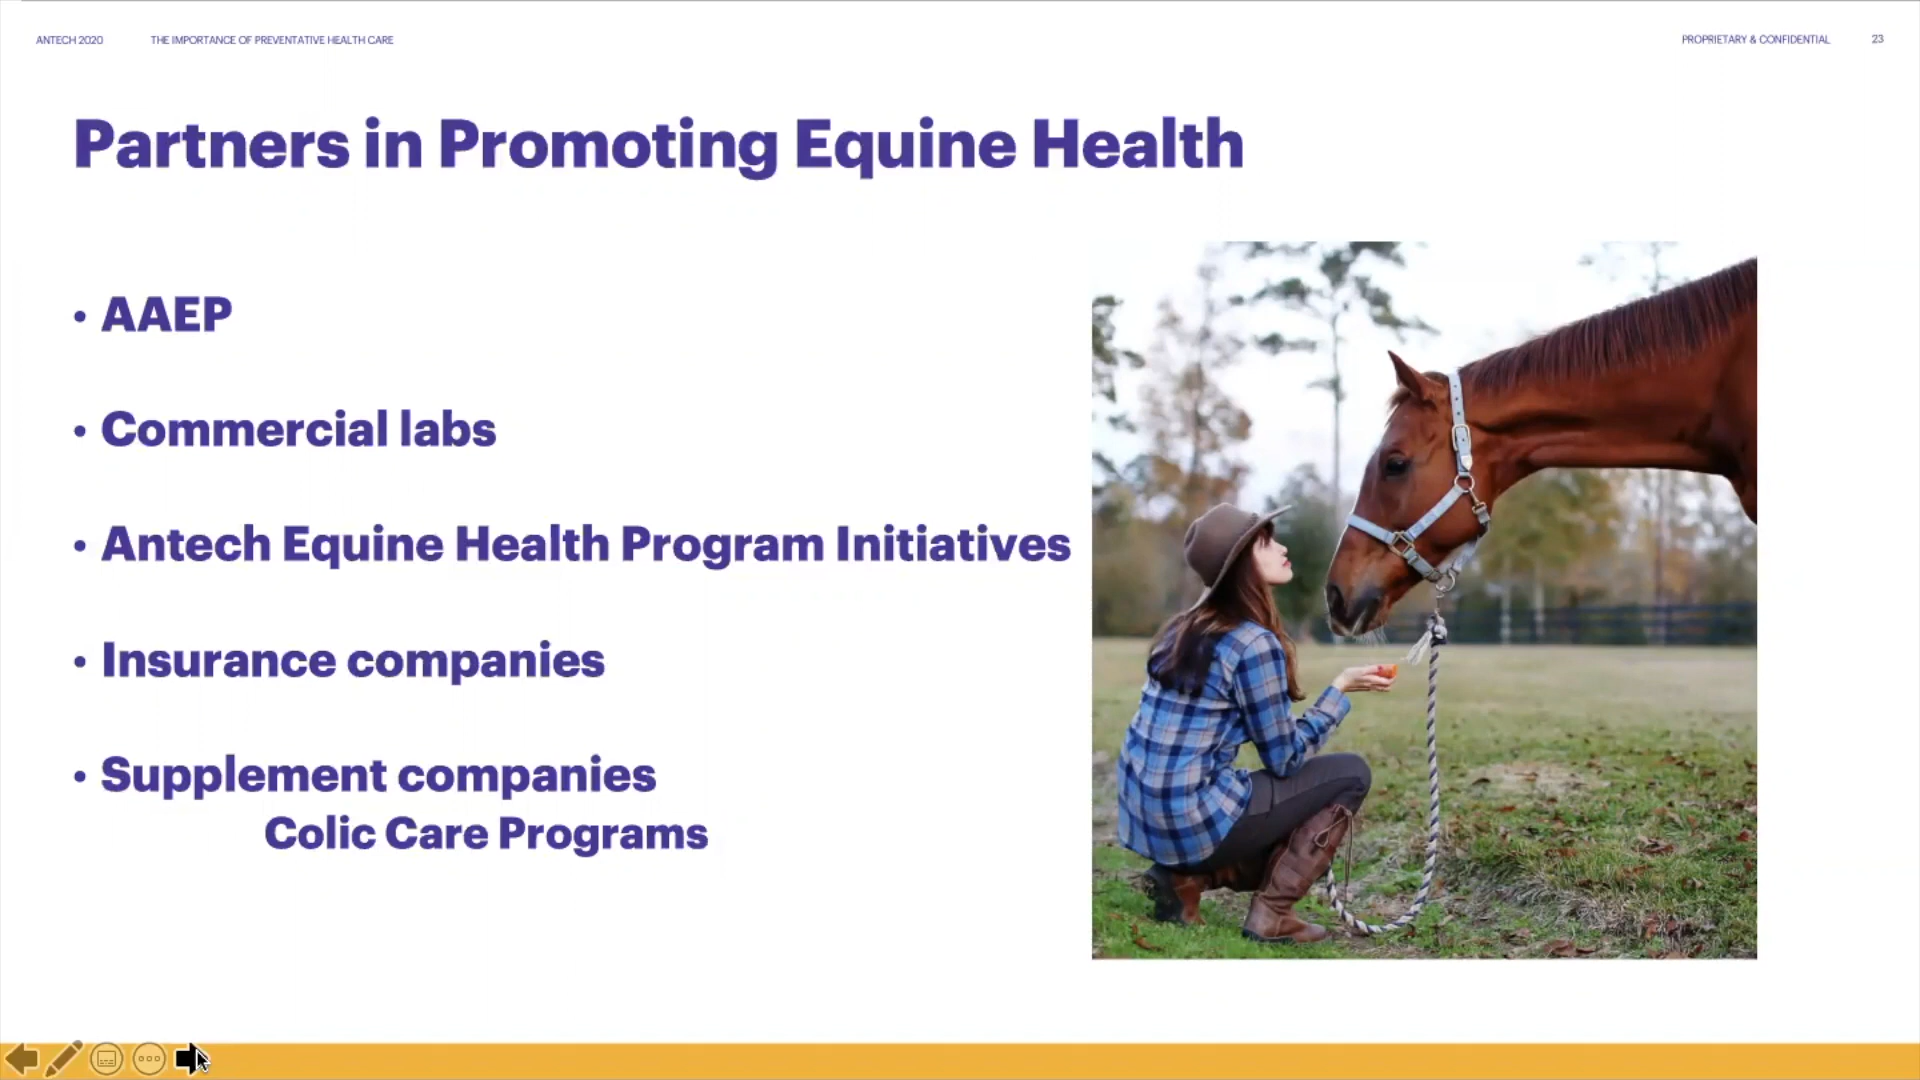 ANTECH 2020 THE IMPORTANCE OF PREVENTATIVE HEALTH CARE PROPRIETARY & CONFIDENTIAL 23
Partners in Promoting Equine Health
• AAEP
• Commercial labs
• Antech Equine Health Program Initiatives
• Insurance companies
• Supplement companies
Colic Care Programs